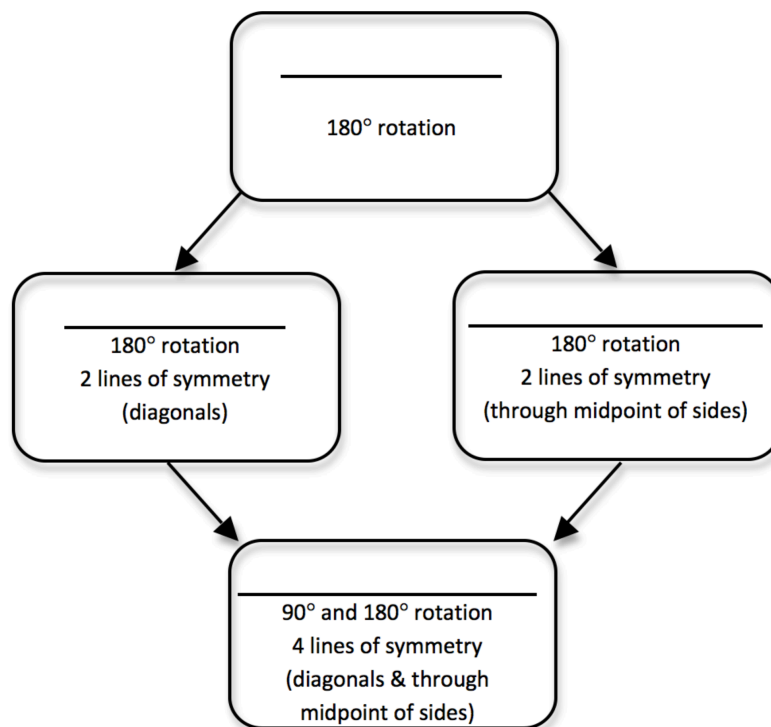 180° rotation
180° rotation
2 lines of symmetry
(diagonals)
180° rotation
2 lines of symmetry
(through midpoint of sides)
90° and 180° rotation
4 lines of symmetry
(diagonals & through
midpoint of sides)